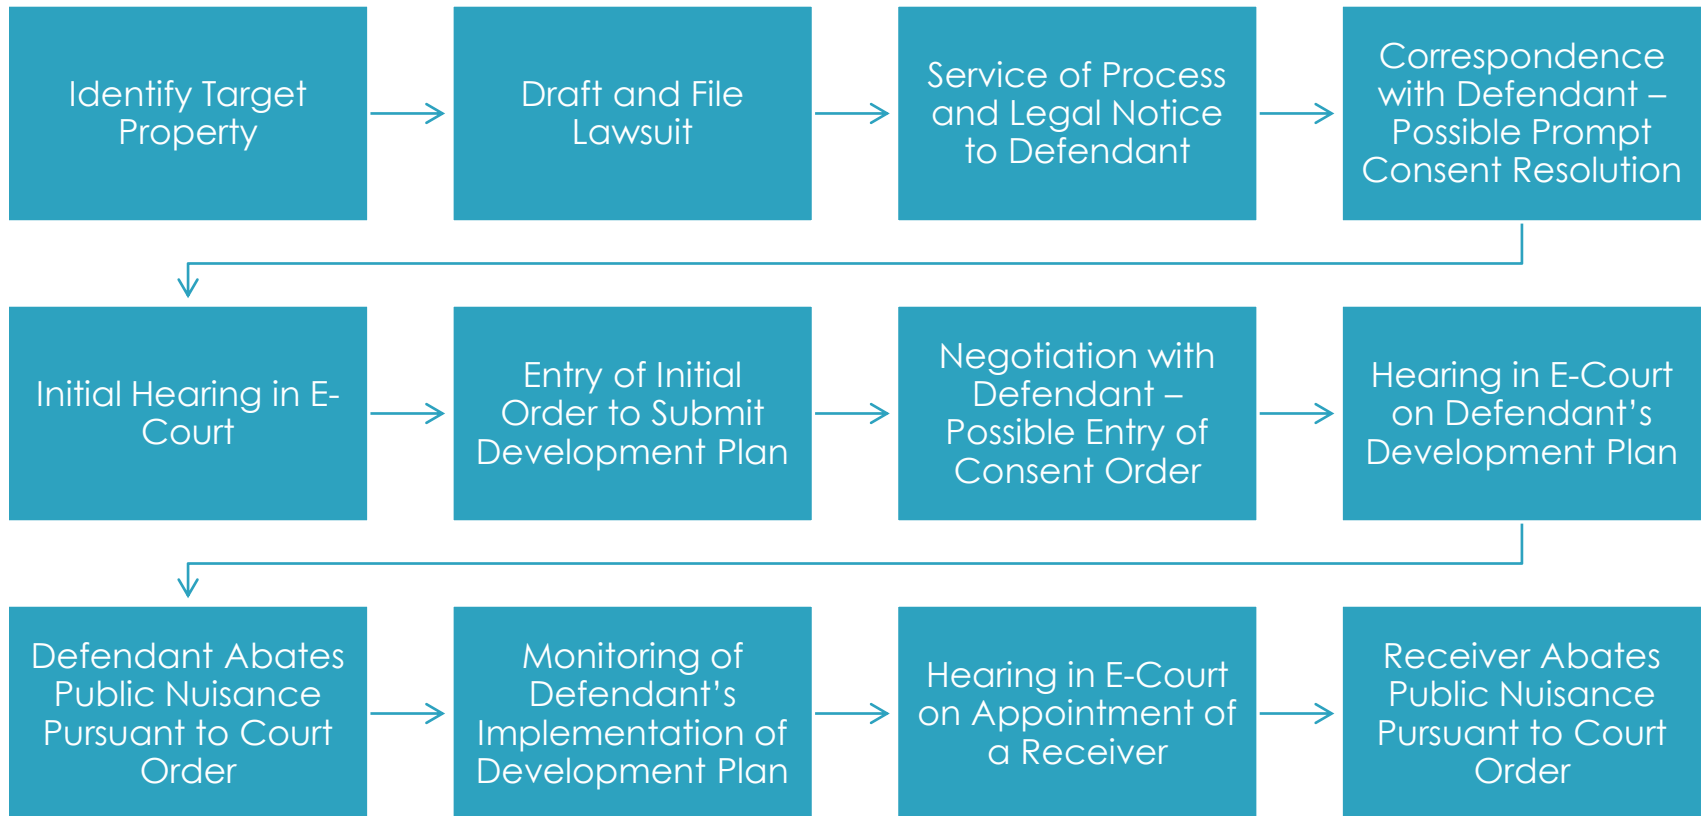 Identify Target
Property
Draft and File
Lawsuit
Service of Process
and Legal Notice
to Defendant
Correspondence
with Defendant –
Possible Prompt
Consent Resolution
Initial Hearing in E-
Court
Entry of Initial
Order to Submit
Development Plan
Negotiation with
Defendant –
Possible Entry of
Consent Order
Hearing in E-Court
on Defendant’s
Development Plan
Defendant Abates
Public Nuisance
Pursuant to Court
Order
Monitoring of
Defendant’s
Implementation of
Development Plan
Hearing in E-Court
on Appointment of
a Receiver
Receiver Abates
Public Nuisance
Pursuant to Court
Order